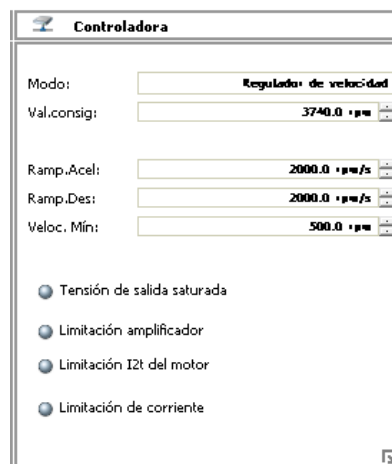 Controladora
Modo: Regulador de velocidad
Val.consig: 3740.0 rpm
Ramp.Acel: 2000.0 rpm/s
Ramp.Des: 2000.0 rpm/s
Veloc. Mín: 500.0 rpm
Tensión de salida saturada
Limitación amplificador
Limitación I2t del motor
Limitación de corriente